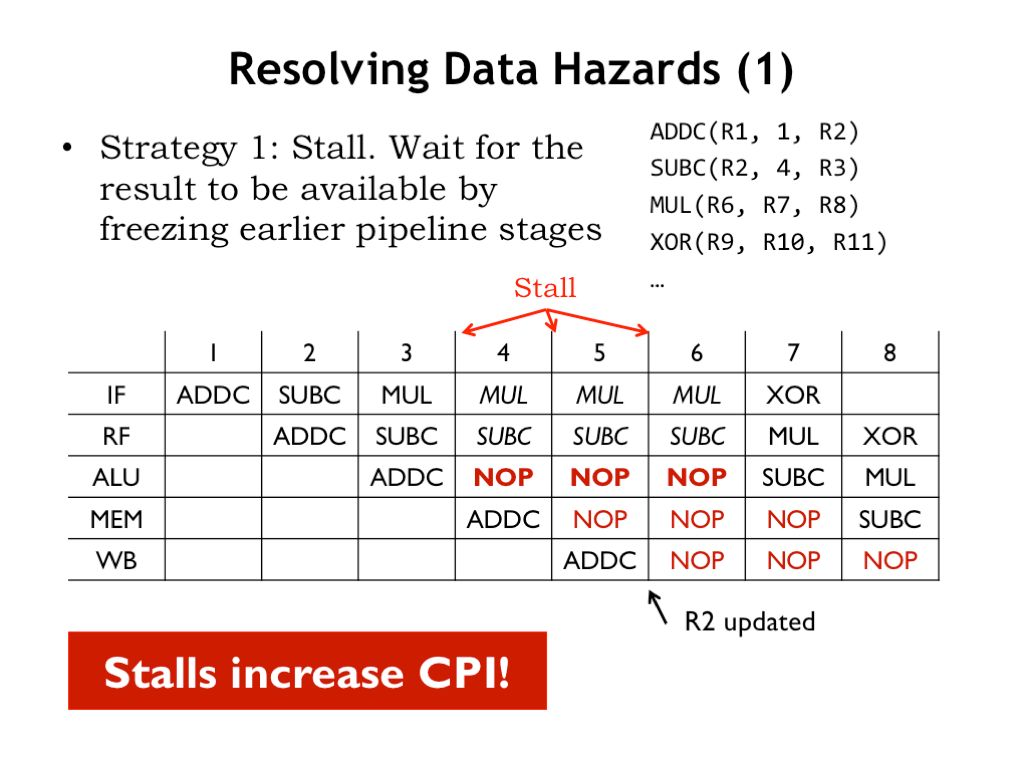 Resolving Data Hazards (1)
• Strategy 1: Stall. Wait for the
result to be available by
freezing earlier pipeline stages
ADDC(R1, 1, R2)
SUBC(R2, 4, R3)
MUL(R6, R7, R8)
XOR(R9, R10, R11)
…
Stall
1 2 3 4 5 6 7 8
IF ADDC SUBC MUL MUL MUL MUL XOR
RF ADDC SUBC SUBC SUBC SUBC MUL XOR
ALU ADDC NOP NOP NOP SUBC MUL
MEM ADDC NOP NOP NOP SUBC
WB ADDC NOP NOP NOP
R2 updated
Stalls increase CPI!